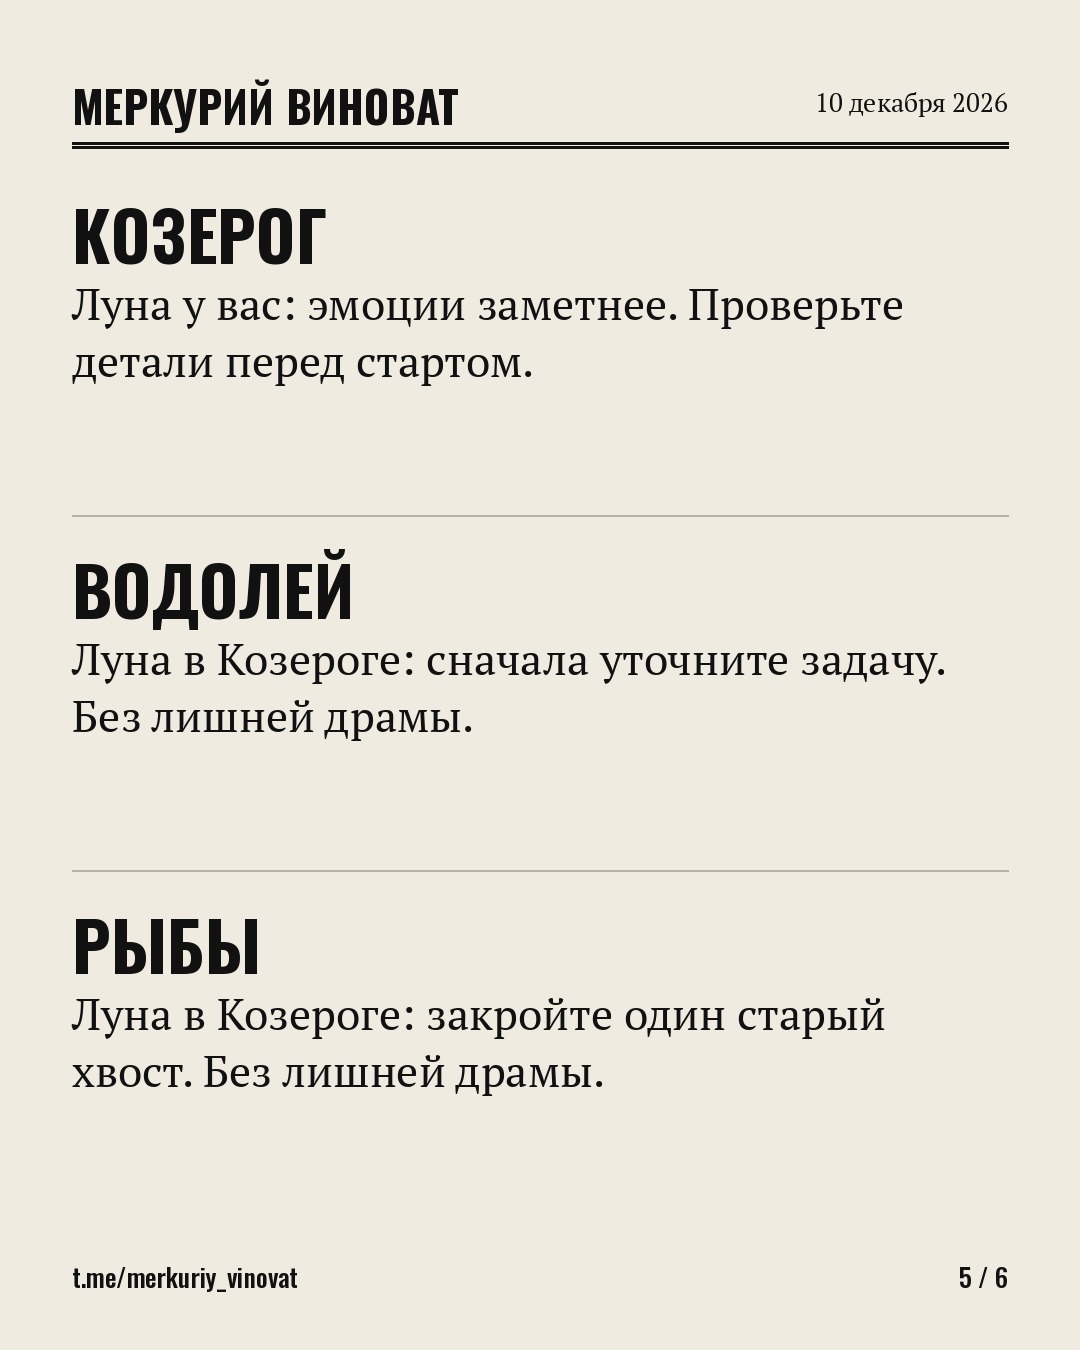 МЕРКУРИЙ ВИНОВАТ
10 декабря 2026
КОЗЕРОГ
Луна у вас: эмоции заметнее. Проверьте
детали перед стартом.
ВОДОЛЕЙ
Луна в Козероге: сначала уточните задачу.
Без лишней драмы.
РЫБЫ
Луна в Козероге: закройте один старый
хвост. Без лишней драмы.
t.me/merkuriy_vinovat
5 / 6